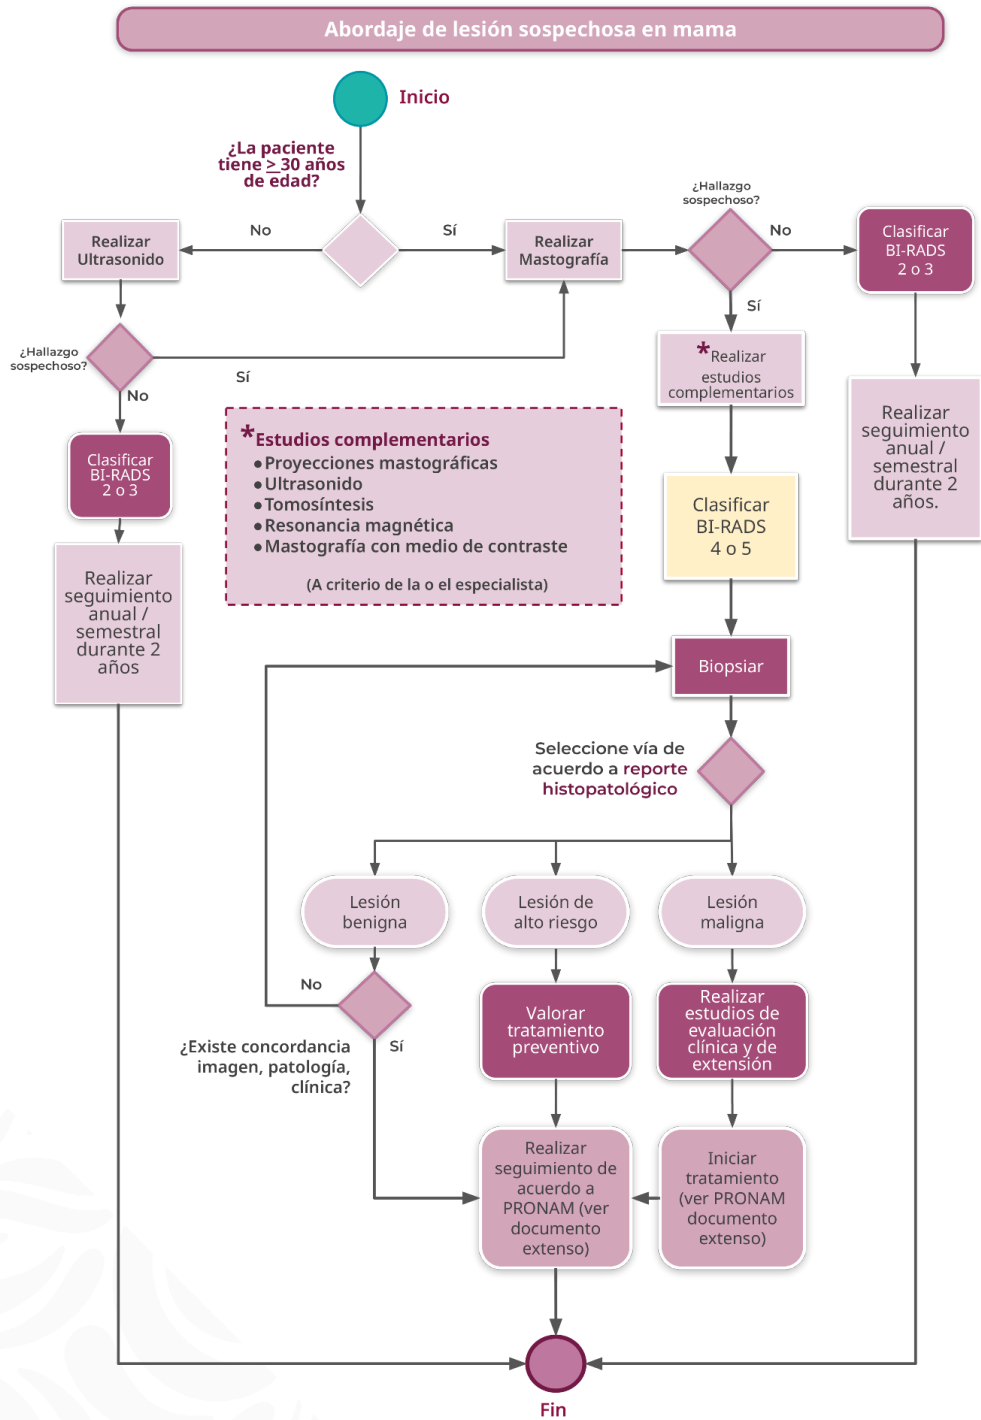 Abordaje de lesión sospechosa en mama
Inicio
¿La paciente
tiene > 30 años
de edad?
No
Sí
Realizar
Ultrasonido
Realizar
Mastografía
¿Hallazgo
sospechoso?
No
Clasificar
BI-RADS
2 o 3
Sí
¿Hallazgo
sospechoso?
Sí
No
*Realizar
estudios
complementarios
Realizar
seguimiento
anual /
semestral
durante 2
años.
Clasificar
BI-RADS
2 o 3
*Estudios complementarios
●Proyecciones mastográficas
●Ultrasonido
●Tomosíntesis
●Resonancia magnética
●Mastografía con medio de contraste
(A criterio de la o el especialista)
Clasificar
BI-RADS
4 o 5
Realizar
seguimiento
anual /
semestral
durante 2
años
Biopsiar
Seleccione vía de
acuerdo a reporte
histopatológico
Lesión
benigna
Lesión de
alto riesgo
Lesión
maligna
No
Sí
¿Existe concordancia
imagen, patología,
clínica?
Valorar
tratamiento
preventivo
Realizar
estudios de
evaluación
clínica y de
extensión
Realizar
seguimiento de
acuerdo a
PRONAM (ver
documento
extenso)
Iniciar
tratamiento
(ver PRONAM
documento
extenso)
Fin